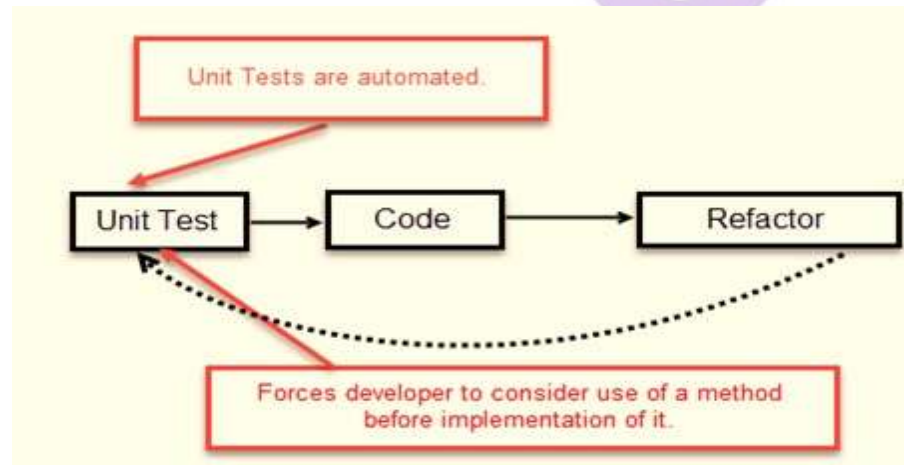 Unit Tests are automated.
Unit Test
Code
Refactor
Forces developer to consider use of a method
before implementation of it.